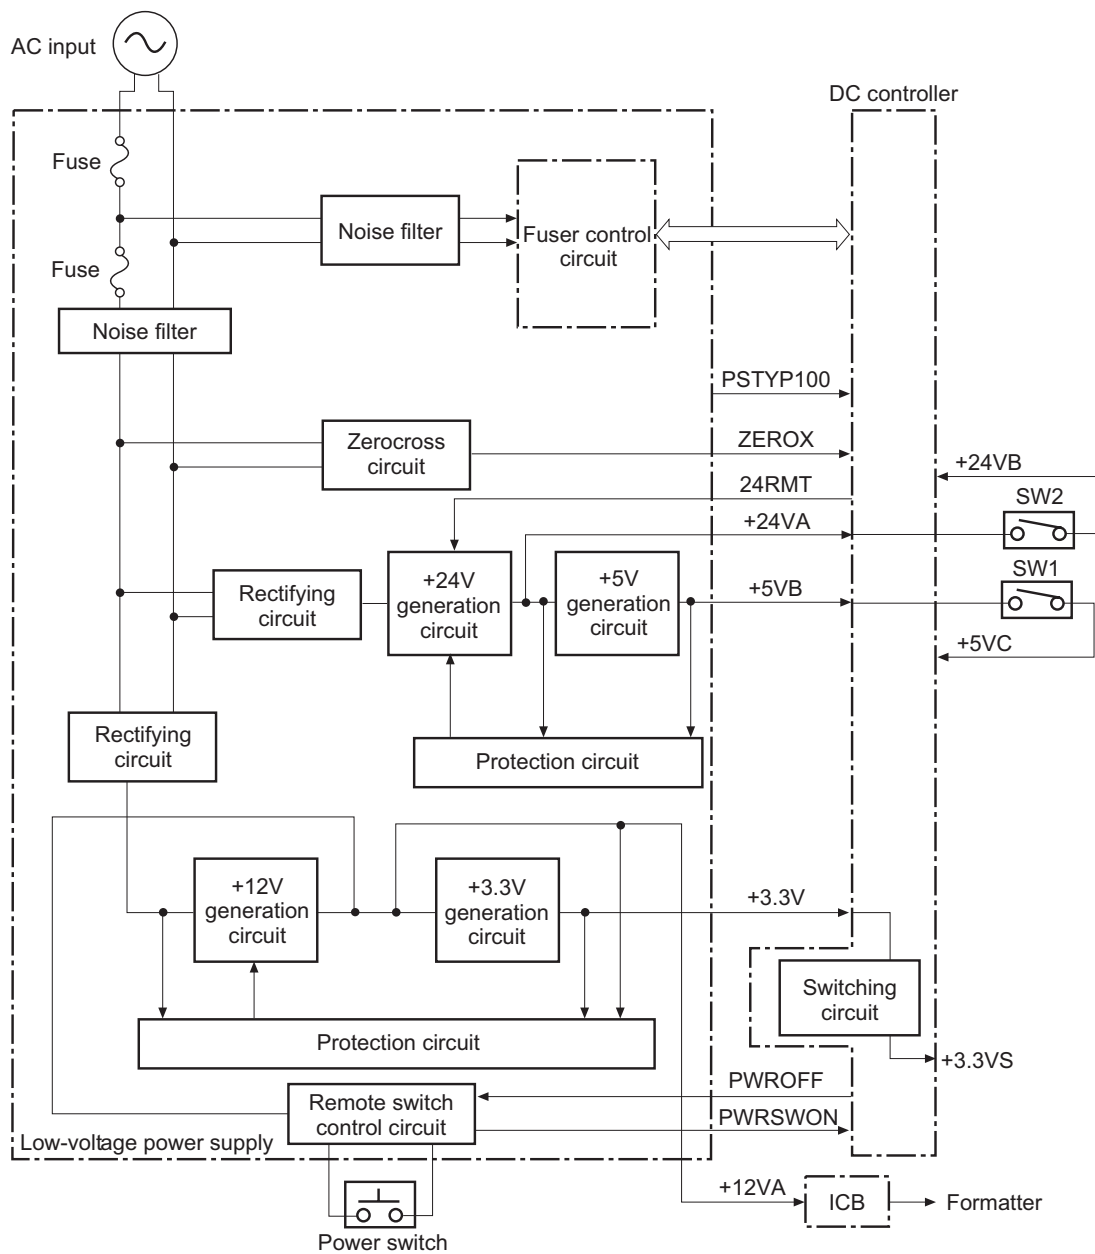 AC input
DC controller
Fuse
Noise filter
Fuser control
circuit
Fuse
Noise filter
PSTYP100
Zerocross
circuit
ZEROX
+24VB
24RMT
SW2
+24VA
Rectifying
circuit
+24V
generation
circuit
+5V
generation
circuit
+5VB
SW1
+5VC
Rectifying
circuit
Protection circuit
+12V
generation
circuit
+3.3V
generation
circuit
+3.3V
Switching
circuit
Protection circuit
+3.3VS
PWROFF
Remote switch
control circuit
PWRSWON
Low-voltage power supply
+12VA
ICB
Formatter
Power switch